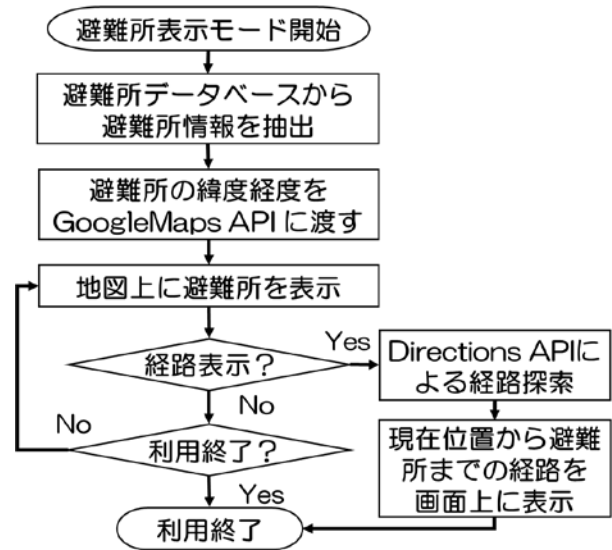 避難所表示モード開始
避難所データベースから
避難所情報を抽出
避難所の緯度経度を
GoogleMaps APIに渡す
地図上に避難所を表示
経路表示？
Yes
Directions APIに
よる経路探索
No
現在位置から避難
所までの経路を
画面上に表示
利用終了？
No
Yes
利用終了